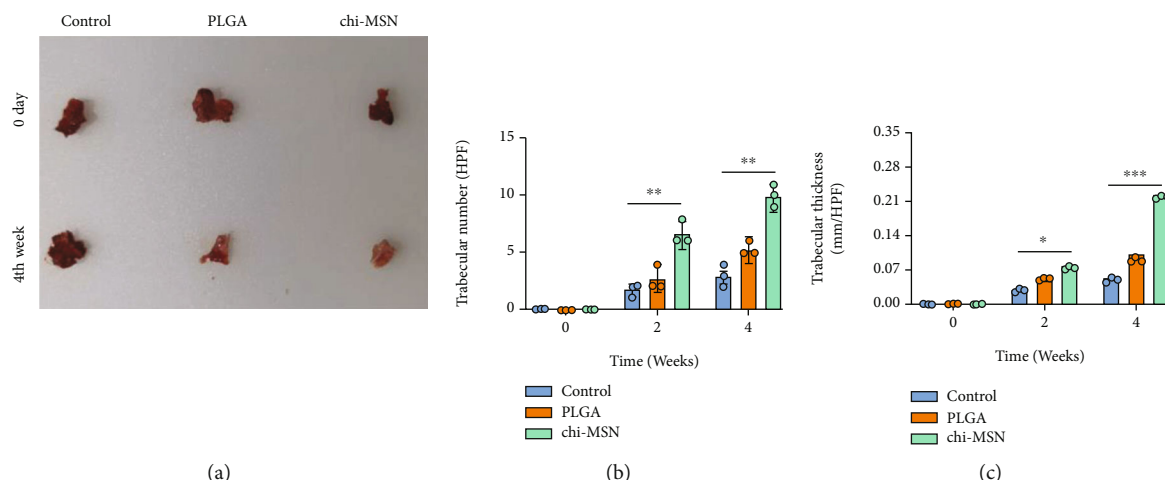 Control PLGA chi-MSN
0 day
4th week
(a)
Trabecular number (HPF)
15
10
5
0
**
**
0 2 4
Time (Weeks)
Control
PLGA
chi-MSN
(b)
Trabecular thickness
(mm/HPF)
0.35
0.28
0.21
0.14
0.07
0.00
*
***
0 2 4
Time (Weeks)
Control
PLGA
chi-MSN
(c)